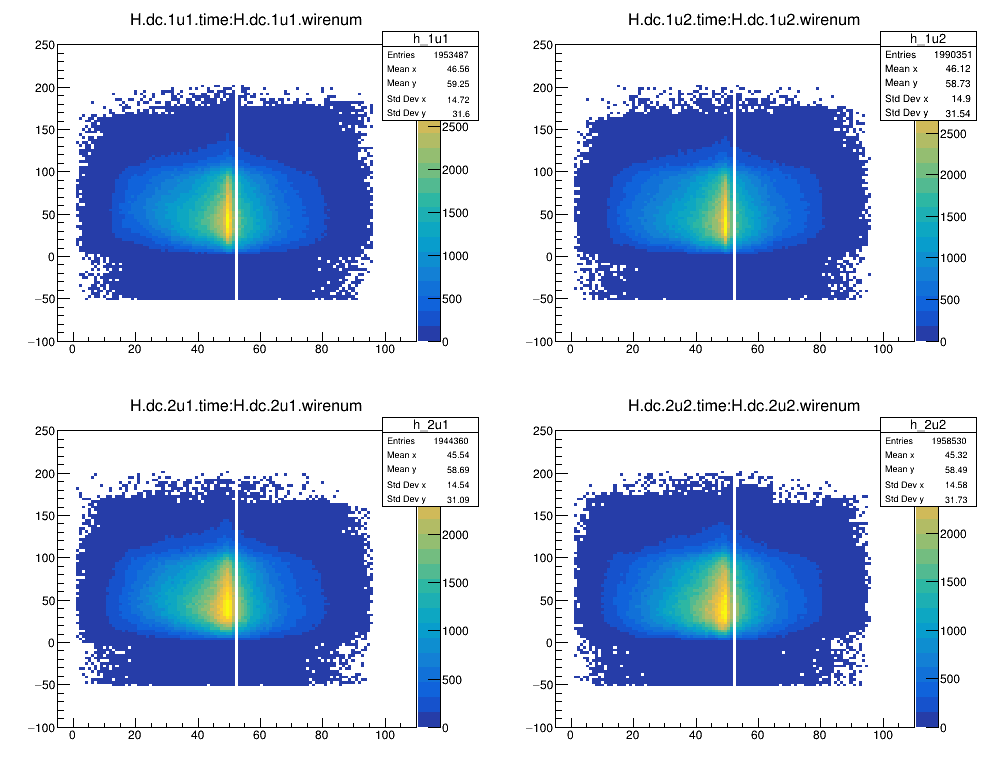 H.dc.1u1.time:H.dc.1u1.wirenum
h_1u1
Entries 1953487
Mean x 46.56
Mean y 59.25
Std Dev x 14.72
Std Dev y 31.6
250
200
150
100
50
0
−50
−100
0 20 40 60 80 100
2500
2000
1500
1000
500
0
H.dc.1u2.time:H.dc.1u2.wirenum
h_1u2
Entries 1990351
Mean x 46.12
Mean y 58.73
Std Dev x 14.9
Std Dev y 31.54
250
200
150
100
50
0
−50
−100
0 20 40 60 80 100
2500
2000
1500
1000
500
0
H.dc.2u1.time:H.dc.2u1.wirenum
h_2u1
Entries 1944360
Mean x 45.54
Mean y 58.69
Std Dev x 14.54
Std Dev y 31.09
250
200
150
100
50
0
−50
−100
0 20 40 60 80 100
2000
1500
1000
500
0
H.dc.2u2.time:H.dc.2u2.wirenum
h_2u2
Entries 1958530
Mean x 45.32
Mean y 58.49
Std Dev x 14.58
Std Dev y 31.73
250
200
150
100
50
0
−50
−100
0 20 40 60 80 100
2000
1500
1000
500
0